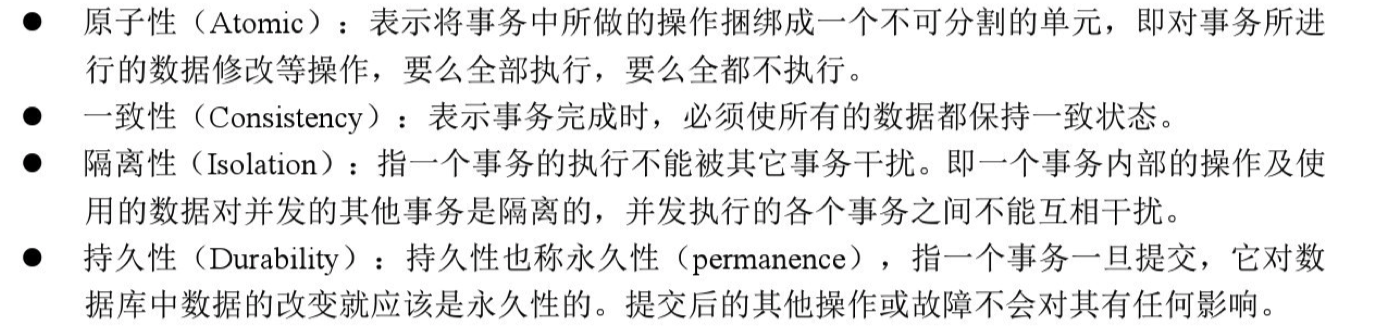 ● 原子性（Atomic）：表示将事务中所做的操作捆绑成一个不可分割的单元，即对事务所进
行的数据修改等操作，要么全部执行，要么全都不执行。
● 一致性（Consistency）：表示事务完成时，必须使所有的数据都保持一致状态。
● 隔离性（Isolation）：指一个事务的执行不能被其它事务干扰。即一个事务内部的操作及使
用的数据对并发的其他事务是隔离的，并发执行的各个事务之间不能互相干扰。
● 持久性（Durability）：持久性也称永久性（permanence），指一个事务一旦提交，它对数
据库中数据的改变就应该是永久性的。提交后的其他操作或故障不会对其有任何影响。